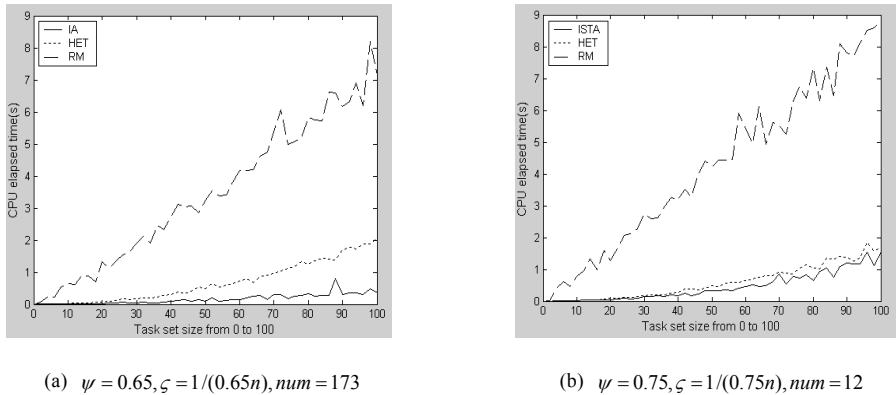 IA
HET
RM
CPU elapsed time(s)
9
8
7
6
5
4
3
2
1
0
0 10 20 30 40 50 60 70 80 90 100
Task set size from 0 to 100
(a) ψ = 0.65, ς = 1/(0.65n), num = 173
ISTA
HET
RM
CPU elapsed time(s)
9
8
7
6
5
4
3
2
1
0
0 10 20 30 40 50 60 70 80 90 100
Task set size from 0 to 100
(b) ψ = 0.75, ς = 1/(0.75n), num = 12